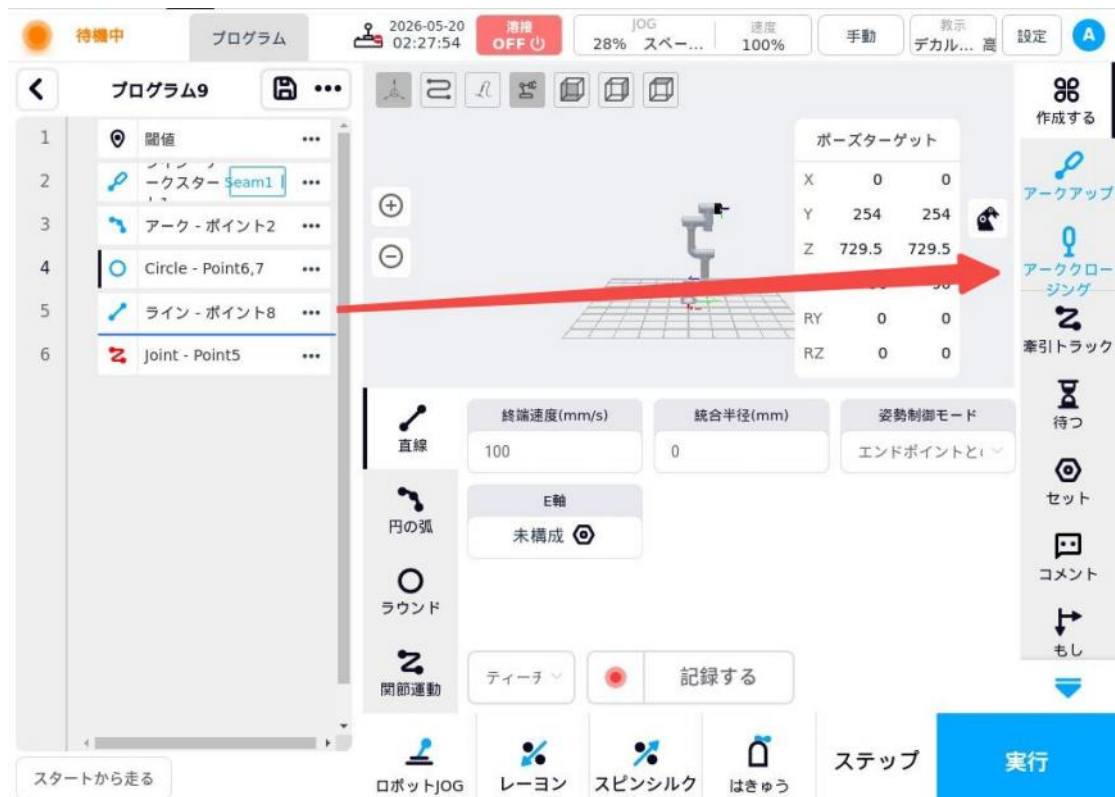 待機中
プログラム
2026-05-20
02:27:54
溶接
OFF
JOG
28% スペー...
速度
100%
手動
教示
デカル... 高
設定
A
プログラム9
1 閾値
2
ークスター Seam1
3 アーク - ポイント2
4 Circle - Point6,7
5 ライン - ポイント8
6 Joint - Point5
スタートから走る
ポーズターゲット
X 0 0
Y 254 254
Z 729.5 729.5
RY 0 0
RZ 0 0
直線
円の弧
ラウンド
関節運動
終端速度(mm/s)
100
統合半径(mm)
0
姿勢制御モード
エンドポイントと
E軸
未構成
ティーチ
記録する
ロボットJOG
レーヨン
スピンシルク
はきゅう
ステップ
実行
作成する
アークアップ
アーククロー
ジング
牽引トラック
待つ
セット
コメント
もし